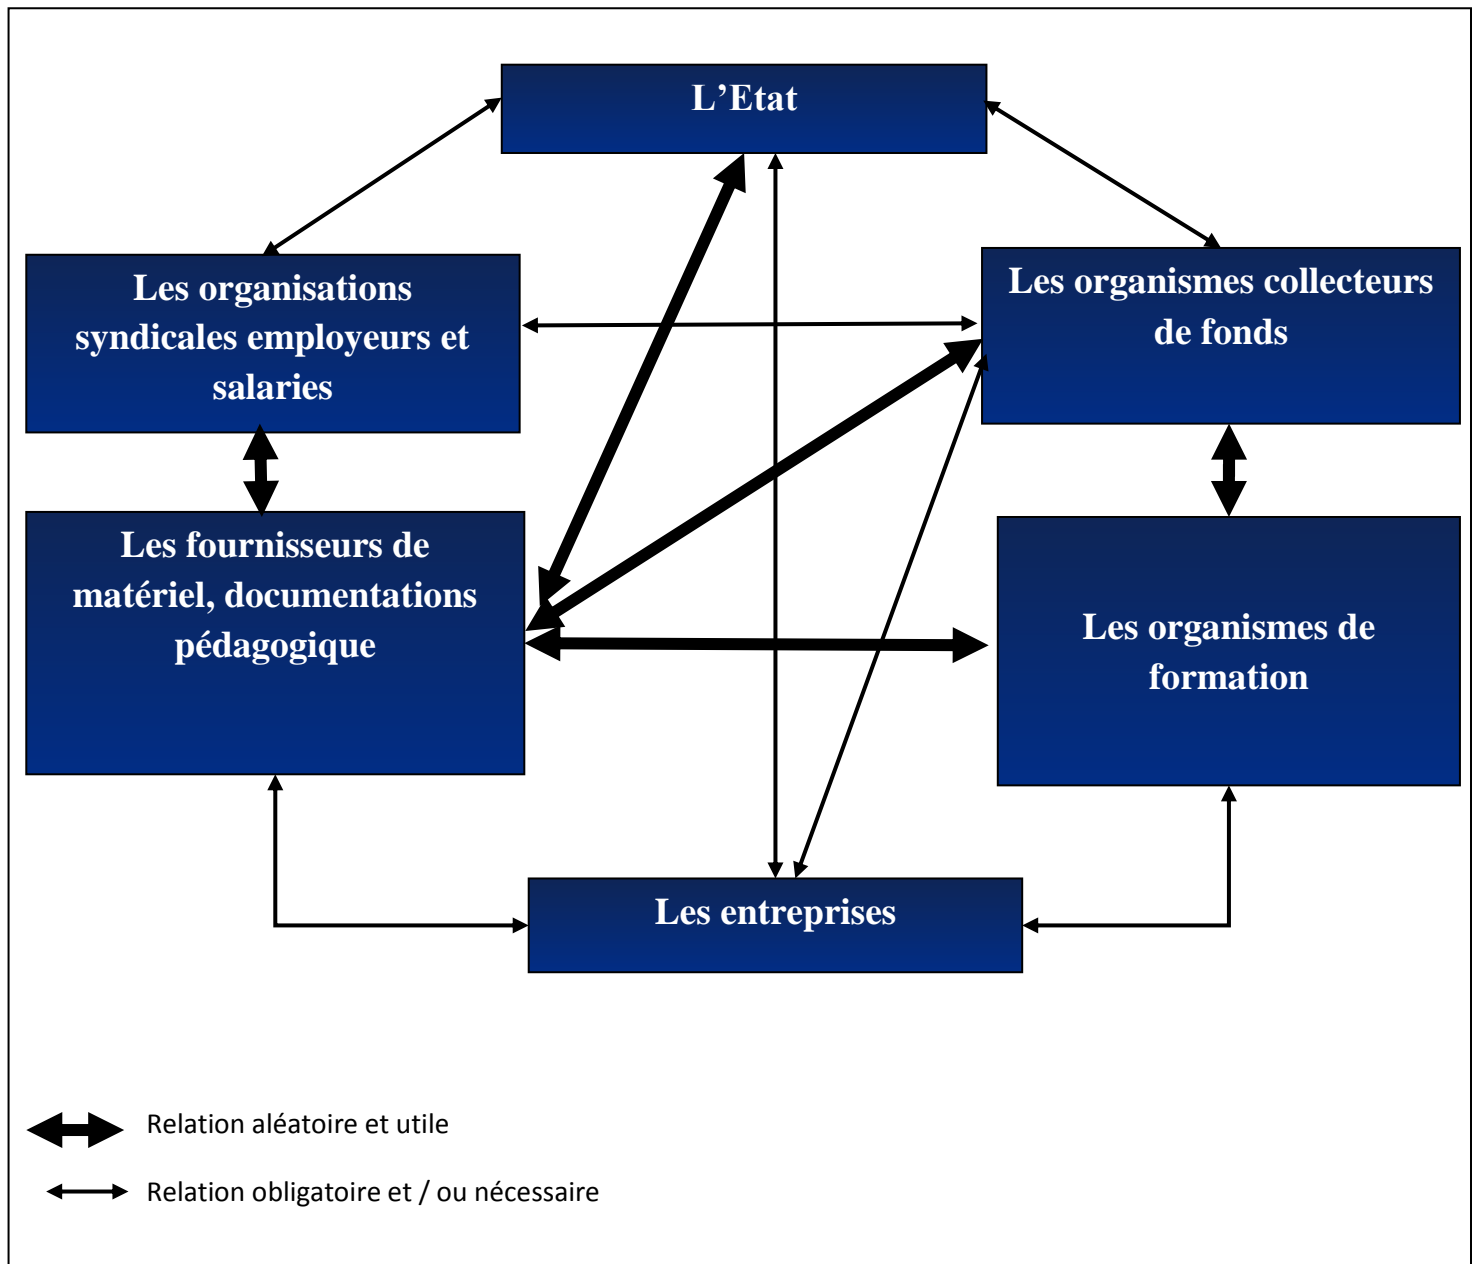 L’Etat
Les organisations
syndicales employeurs et
salaries
Les organismes collecteurs
de fonds
Les fournisseurs de
matériel, documentations
pédagogique
Les organismes de
formation
Les entreprises
Relation aléatoire et utile
Relation obligatoire et / ou nécessaire